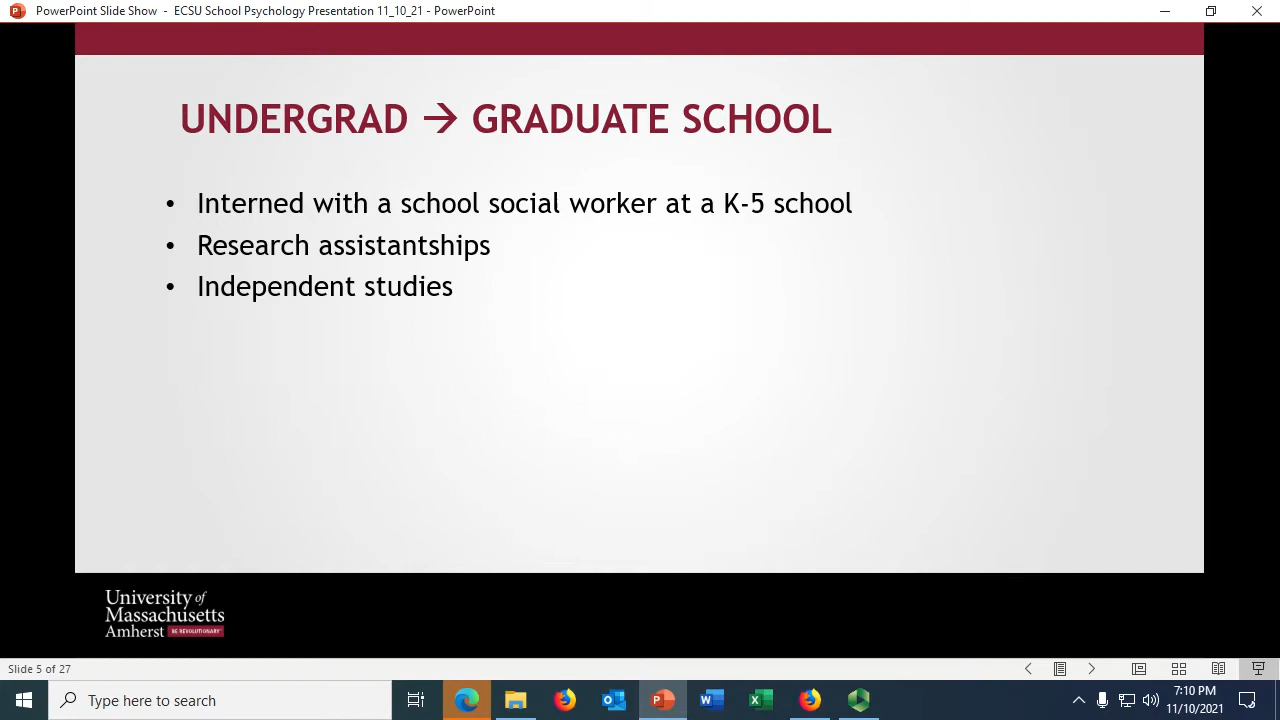 PowerPoint Slide Show - ECSU School Psychology Presentation 11_10_21 - PowerPoint
UNDERGRAD → GRADUATE SCHOOL
• Interned with a school social worker at a K-5 school
• Research assistantships
• Independent studies
University of
Massachusetts
Amherst BE REVOLUTIONARY™
Slide 5 of 27
Type here to search
7:10 PM
11/10/2021